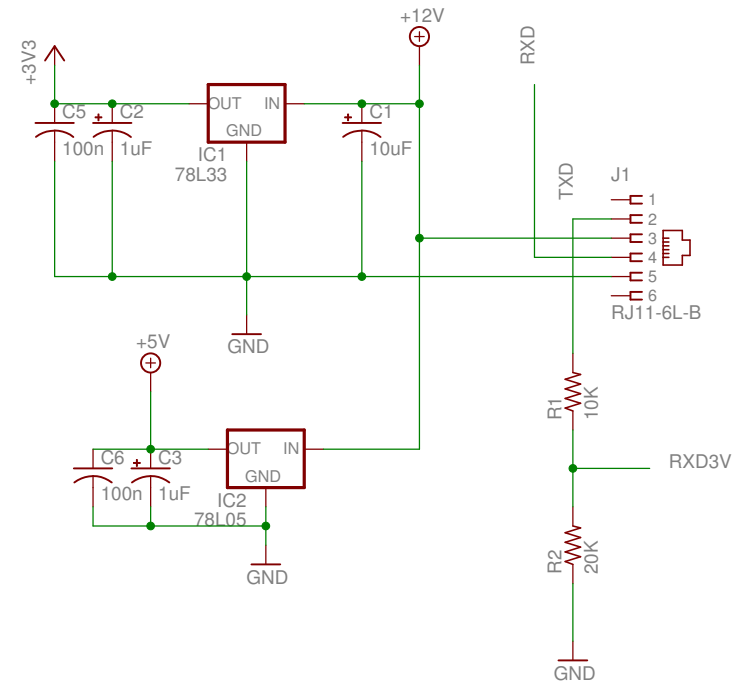 +12V
+3V3
RXD
C5
C2
OUT
IN
C1
GND
100n
1uF
IC1
10uF
78L33
TXD
J1
1
2
3
4
5
6
RJ11-6L-B
GND
+5V
R1
10K
C6
C3
OUT
IN
GND
100n
1uF
IC2
78L05
RXD3V
R2
20K
GND
GND